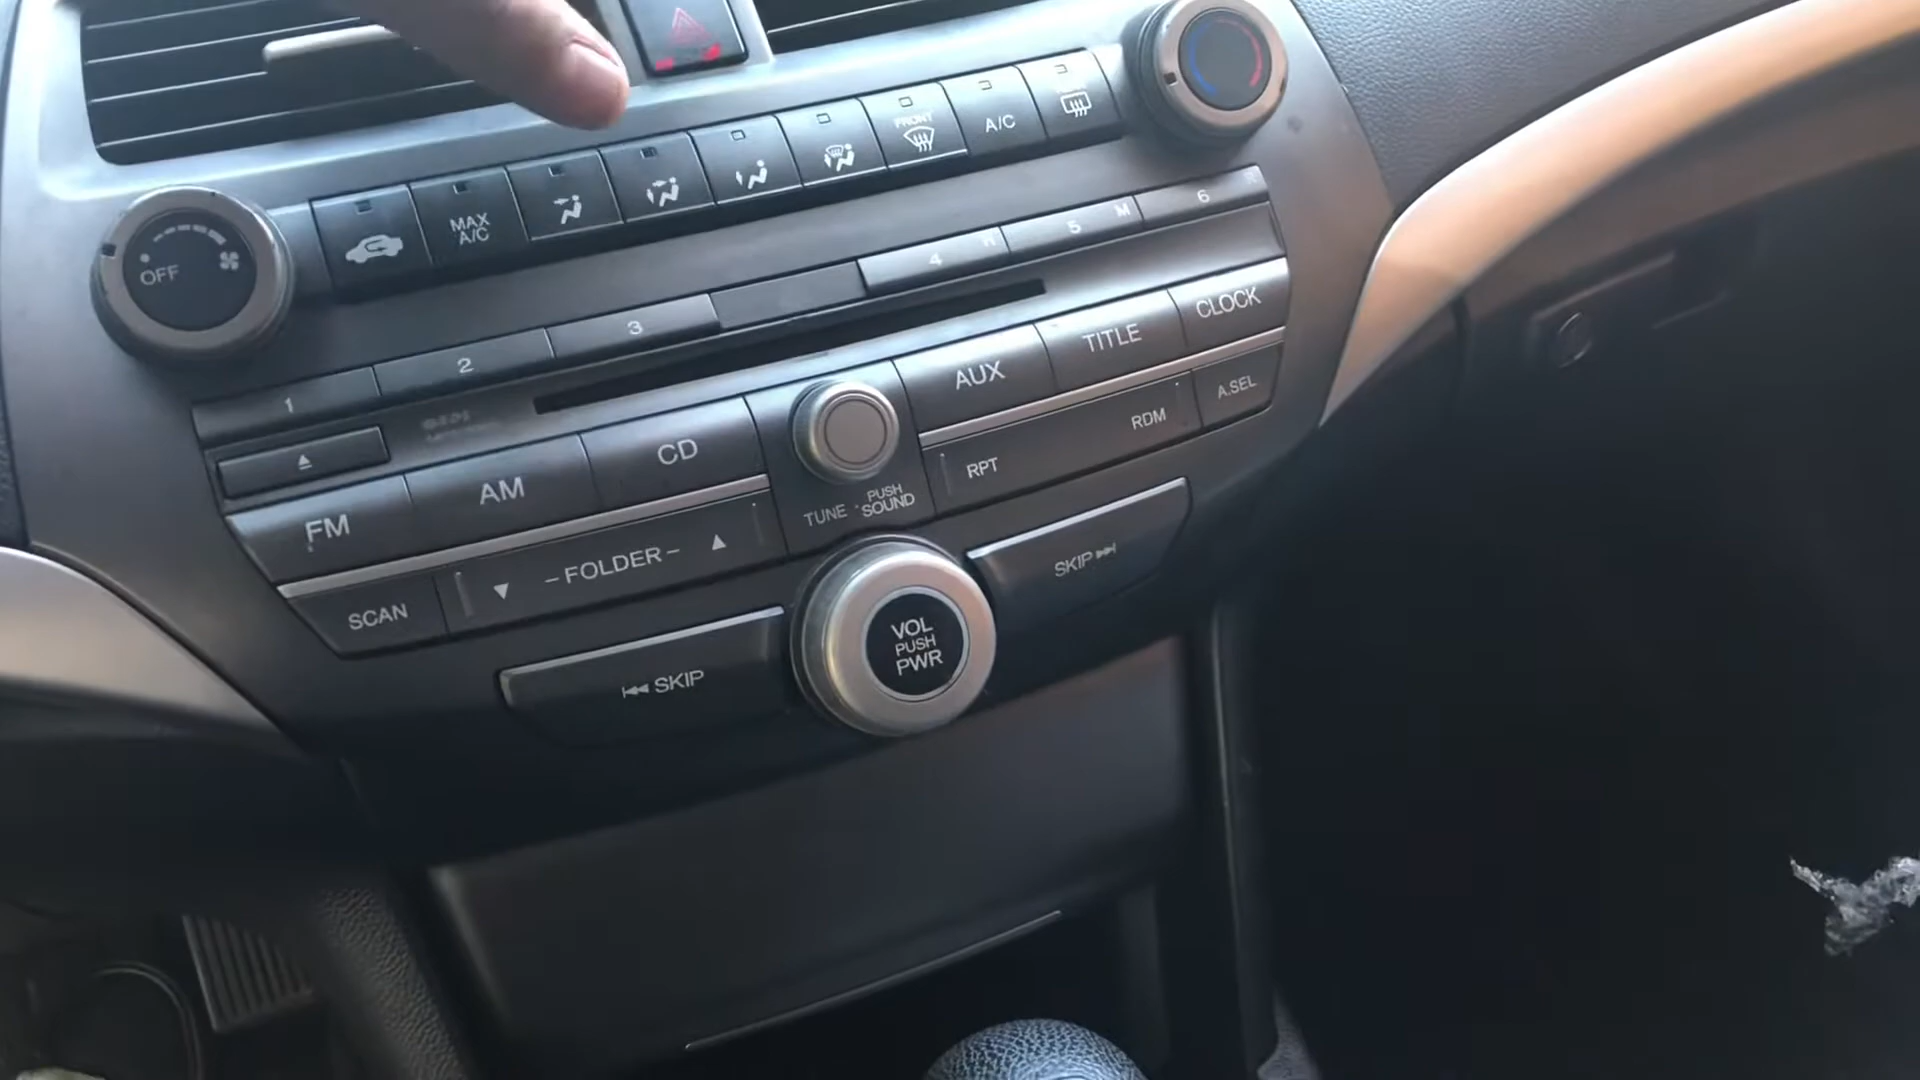 OFF
MAX
A/C
FRONT
A/C
1
2
3
4
5
6
M
FM
AM
CD
AUX
TITLE
CLOCK
SCAN
–FOLDER–
TUNE
PUSH
SOUND
RPT
RDM
A.SEL
SKIP
SKIP
VOL
PUSH
PWR